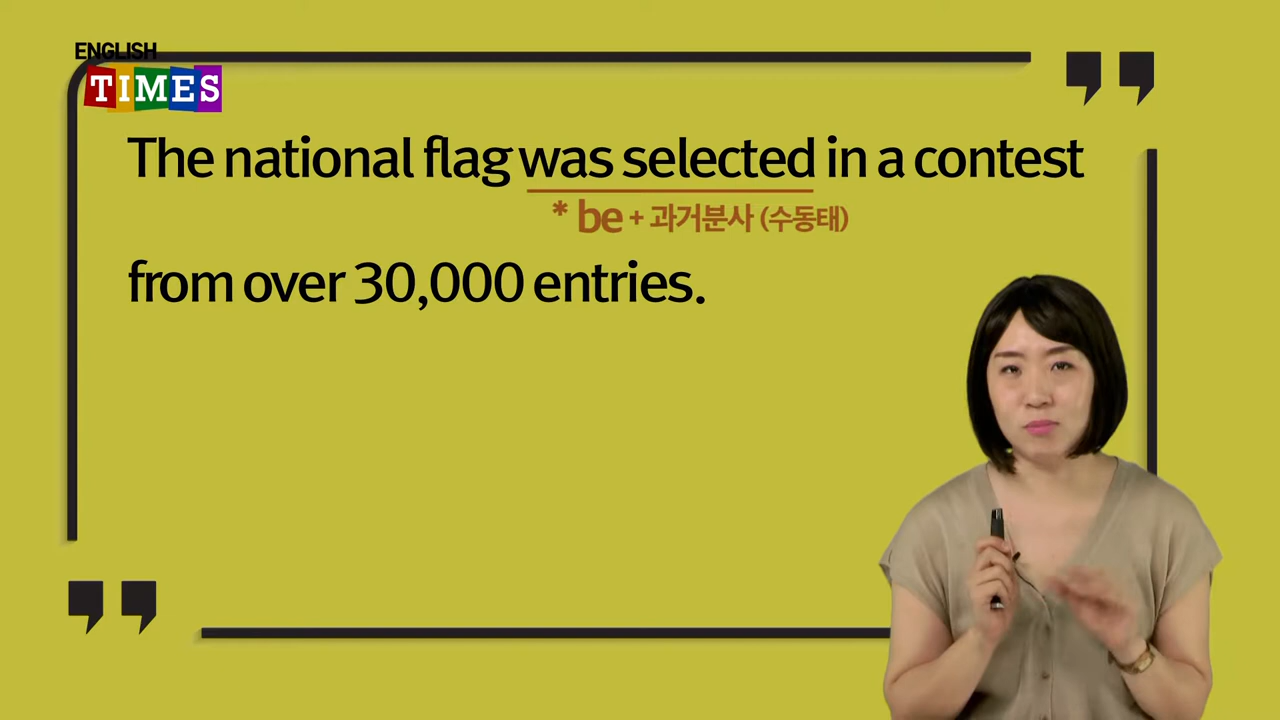 ENGLISH
TIMES
The national flag was selected in a contest
* be + 과거분사 (수동태)
from over 30,000 entries.